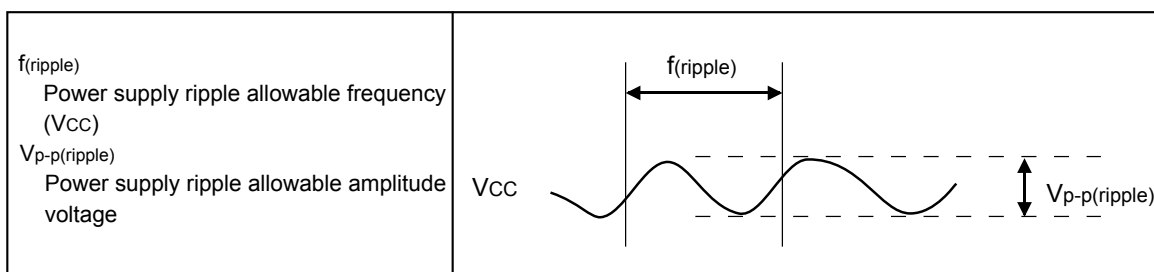 f(ripple)
Power supply ripple allowable frequency
(VCC)
Vp-p(ripple)
Power supply ripple allowable amplitude
voltage
f(ripple)
VCC
Vp-p(ripple)